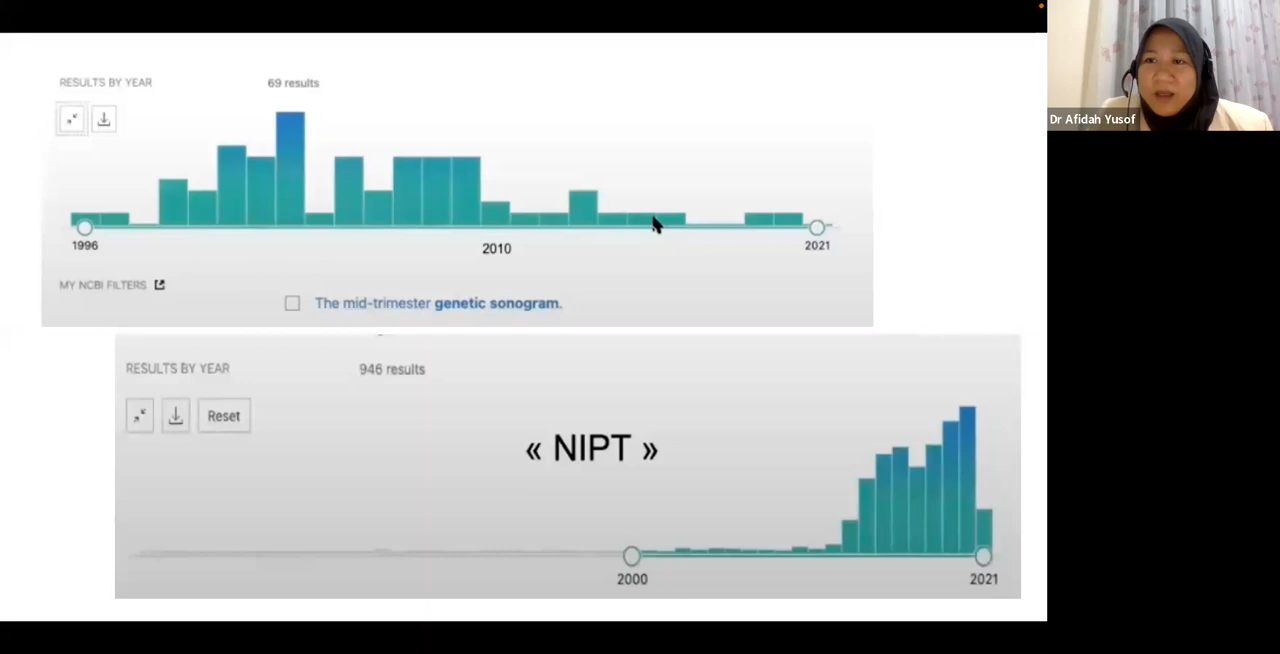 RESULTS BY YEAR
69 results
1996
2010
2021
MY NCBI FILTERS
The mid-trimester genetic sonogram.
RESULTS BY YEAR
946 results
Reset
« NIPT »
2000
2021
Dr Afidah Yusof